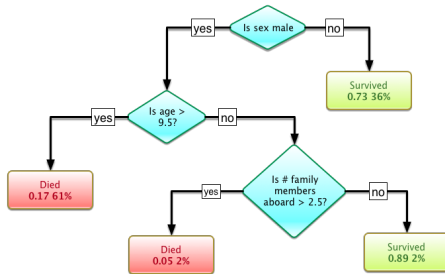 yes
Is sex male
no
Survived
0.73 36%
yes
Is age >
9.5?
no
Died
0.17 61%
yes
Is # family
members
aboard > 2.5?
no
Died
0.05 2%
Survived
0.89 2%